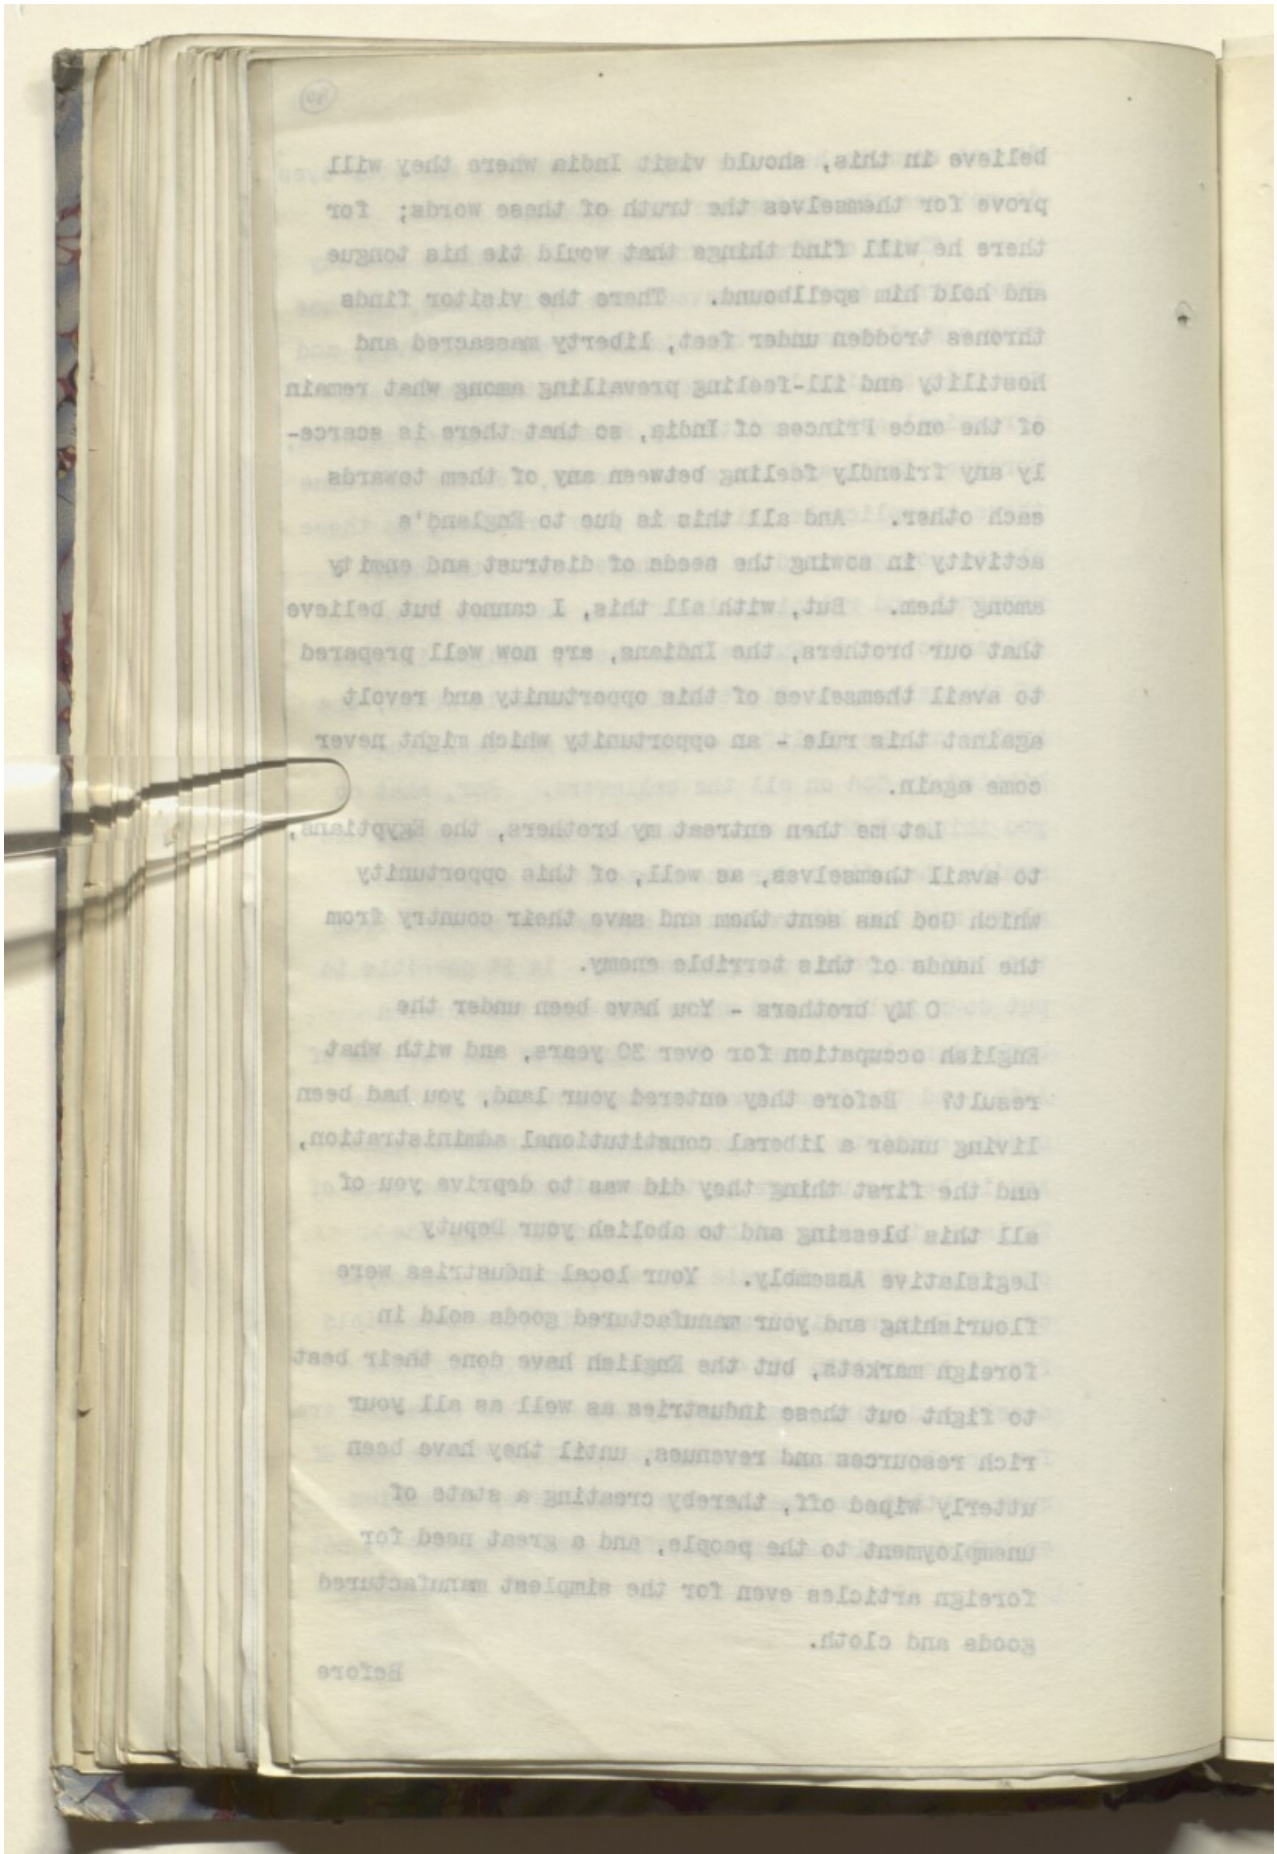 believe in this, should visit India where they will
prove for themselves the truth of these words; for
there he will find things that would tie his tongue
and hold him spellbound. There the visitor finds
thrones trodden under feet, liberty massacred and
hostility and ill-feeling prevailing among what remain
of the once Princes of India, so that there is scarce-
ly any friendly feeling between any of them towards
each other. And all this is due to England's
activity in sowing the seeds of distrust and enmity
among them. But, with all this, I cannot but believe
that our brothers, the Indians, are now well prepared
to avail themselves of this opportunity and revolt
against this rule - an opportunity which might never
come again.
Let me then entreat my brothers, the Egyptians,
to avail themselves, as well, of this opportunity
which God has sent them and save their country from
the hands of this terrible enemy.
O My brothers - You have been under the
English occupation for over 30 years, and with what
result? Before they entered your land, you had been
living under a liberal constitutional administration,
and the first thing they did was to deprive you of
all this blessing and to abolish your Deputy
Legislative Assembly. Your local industries were
flourishing and your manufactured goods sold in
foreign markets, but the English have done their best
to fight out these industries as well as all your
rich resources and revenues, until they have been
utterly wiped off, thereby creating a state of
unemployment to the people, and a great need for
foreign articles even for the simplest manufactured
goods and cloth.
Before